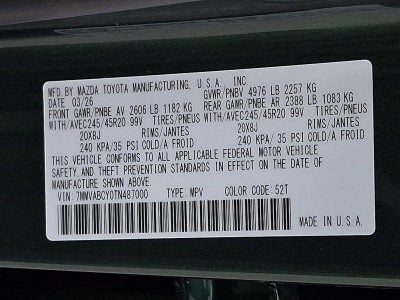 MFD. BY MAZDA TOYOTA MANUFACTURING, U.S.A., INC.
DATE 03/26 GVWR/PNBV 4976 LB 2257 KG
FRONT GAWR/PNBE AV 2606 LB 1182 KG REAR GAWR/PNBE AR 2388 LB 1083 KG
WITH/AVEC245/45R20 99V TIRES/PNEUS WITH/AVEC245/45R20 99V TIRES/PNEUS
20X8J RIMS/JANTES 20X8J RIMS/JANTES
240 KPA/35 PSI COLD/A FROID 240 KPA/35 PSI COLD/A FROID
THIS VEHICLE CONFORMS TO ALL APPLICABLE FEDERAL MOTOR VEHICLE
SAFETY, AND THEFT PREVENTION STANDARDS IN EFFECT ON THE DATE OF
MANUFACTURE SHOWN ABOVE.
VIN: 7MMVABCY0TN487000 TYPE: MPV COLOR CODE: 52T
MADE IN U.S.A.